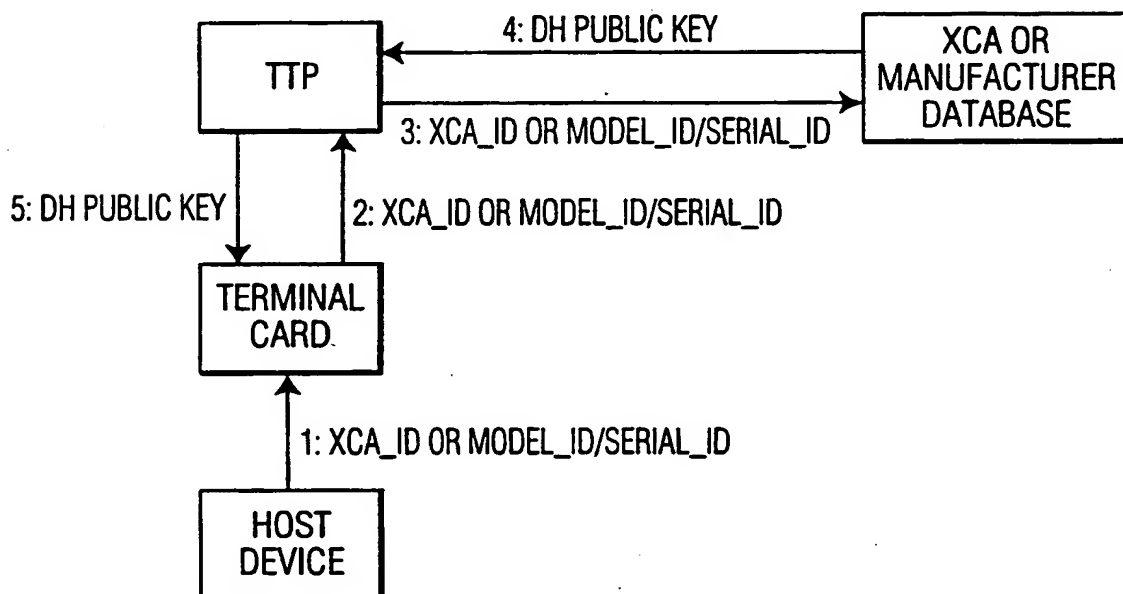 4: DH PUBLIC KEY
TTP
XCA OR
MANUFACTURER
DATABASE
3: XCA_ID OR MODEL_ID/SERIAL_ID
5: DH PUBLIC KEY
2: XCA_ID OR MODEL_ID/SERIAL_ID
TERMINAL
CARD
1: XCA_ID OR MODEL_ID/SERIAL_ID
HOST
DEVICE